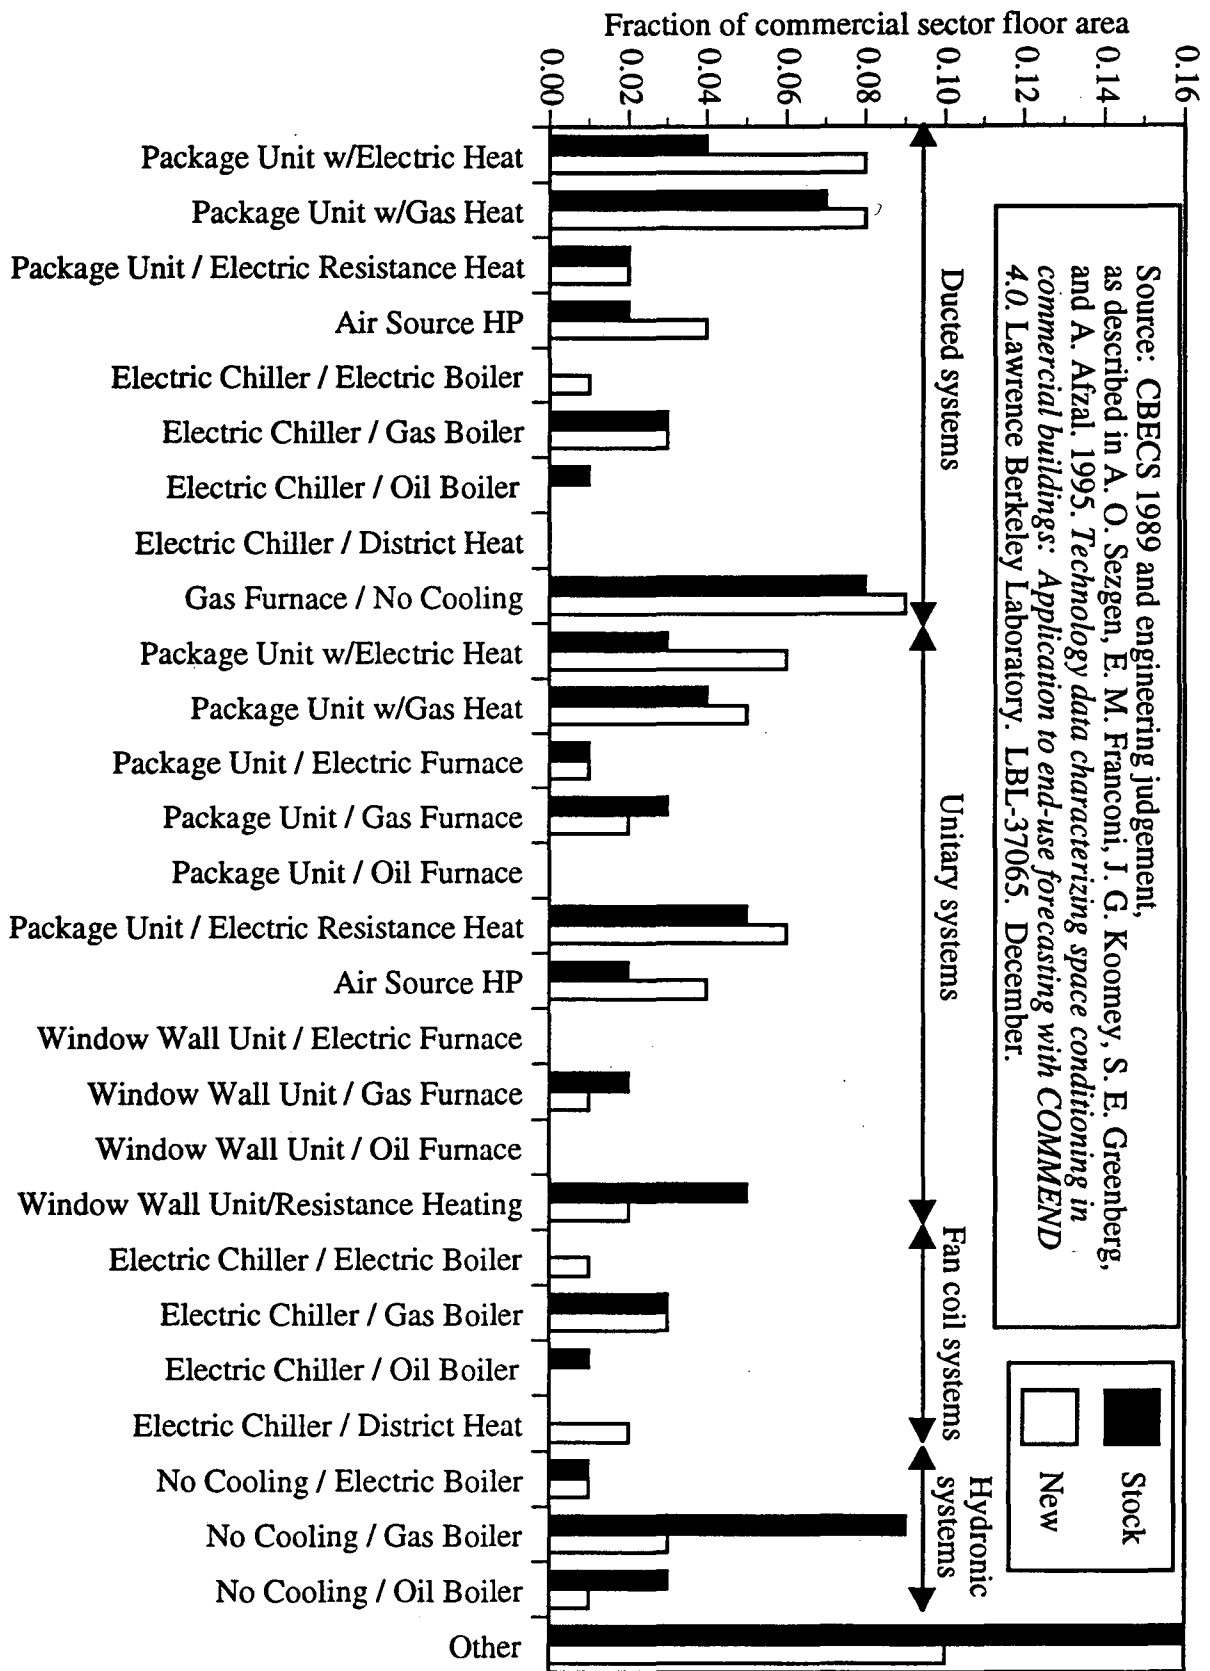 Fraction of commercial sector floor area
0.00
0.02
0.04
0.06
0.08
0.10
0.12
0.14
0.16
Source: CBECS 1989 and engineering judgement,
as described in A. O. Sezgen, E. M. Franconi, J. G. Koomey, S. E. Greenberg,
and A. Afzal. 1995. Technology data characterizing space conditioning in
commercial buildings: Application to end-use forecasting with COMMEND
4.0. Lawrence Berkeley Laboratory. LBL-37065. December.
Stock
New
Ducted systems
Unitary systems
Fan coil systems
Hydronic
systems
Package Unit w/Electric Heat
Package Unit w/Gas Heat
Package Unit / Electric Resistance Heat
Air Source HP
Electric Chiller / Electric Boiler
Electric Chiller / Gas Boiler
Electric Chiller / Oil Boiler
Electric Chiller / District Heat
Gas Furnace / No Cooling
Package Unit w/Electric Heat
Package Unit w/Gas Heat
Package Unit / Electric Furnace
Package Unit / Gas Furnace
Package Unit / Oil Furnace
Package Unit / Electric Resistance Heat
Air Source HP
Window Wall Unit / Electric Furnace
Window Wall Unit / Gas Furnace
Window Wall Unit / Oil Furnace
Window Wall Unit/Resistance Heating
Electric Chiller / Electric Boiler
Electric Chiller / Gas Boiler
Electric Chiller / Oil Boiler
Electric Chiller / District Heat
No Cooling / Electric Boiler
No Cooling / Gas Boiler
No Cooling / Oil Boiler
Other